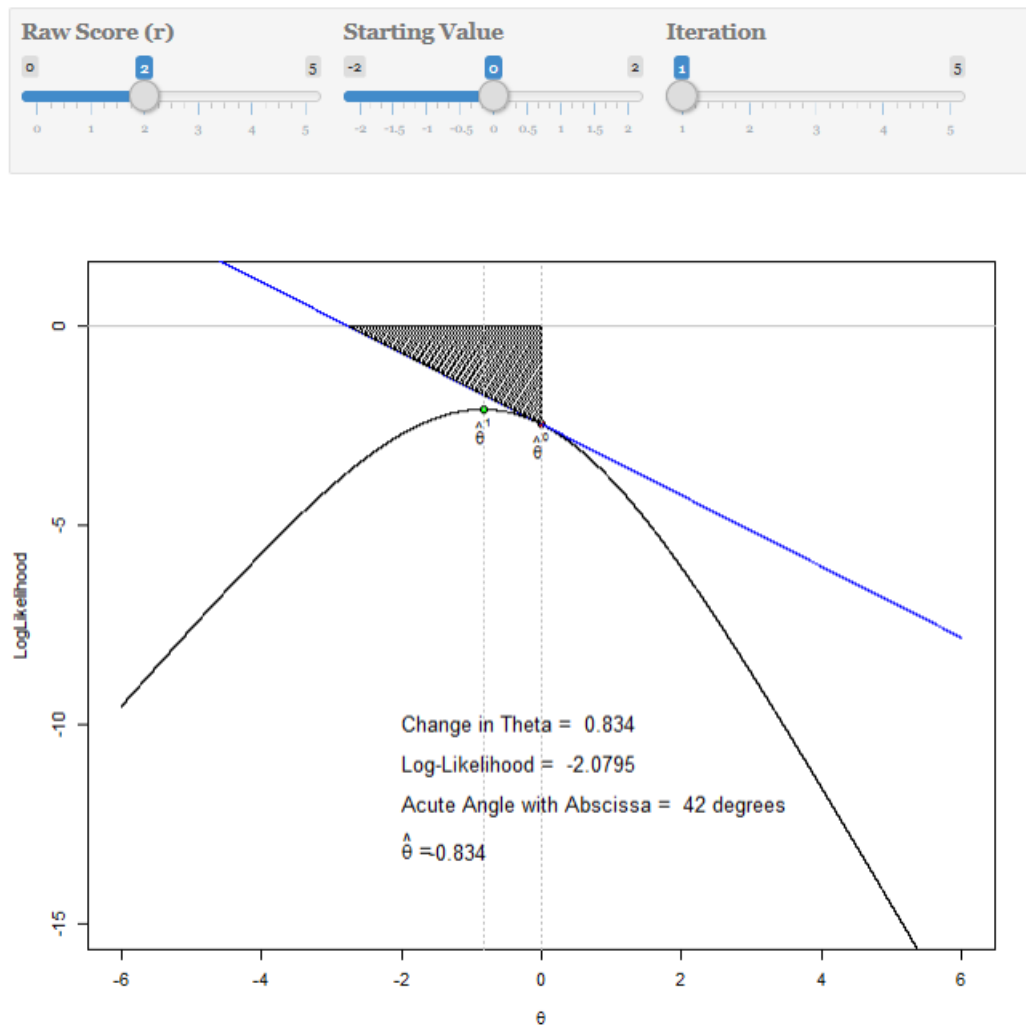 Raw Score (r) Starting Value Iteration
0 2 5 -2 0 2 1 5
0 1 2 3 4 5 -2 -1.5 -1 -0.5 0 0.5 1 1.5 2 1 2 3 4 5
0
θ̂¹ θ̂⁰
-5
LogLikelihood
-10
Change in Theta = 0.834
Log-Likelihood = -2.0795
Acute Angle with Abscissa = 42 degrees
θ̂ =-0.834
-15
-6 -4 -2 0 2 4 6
θ